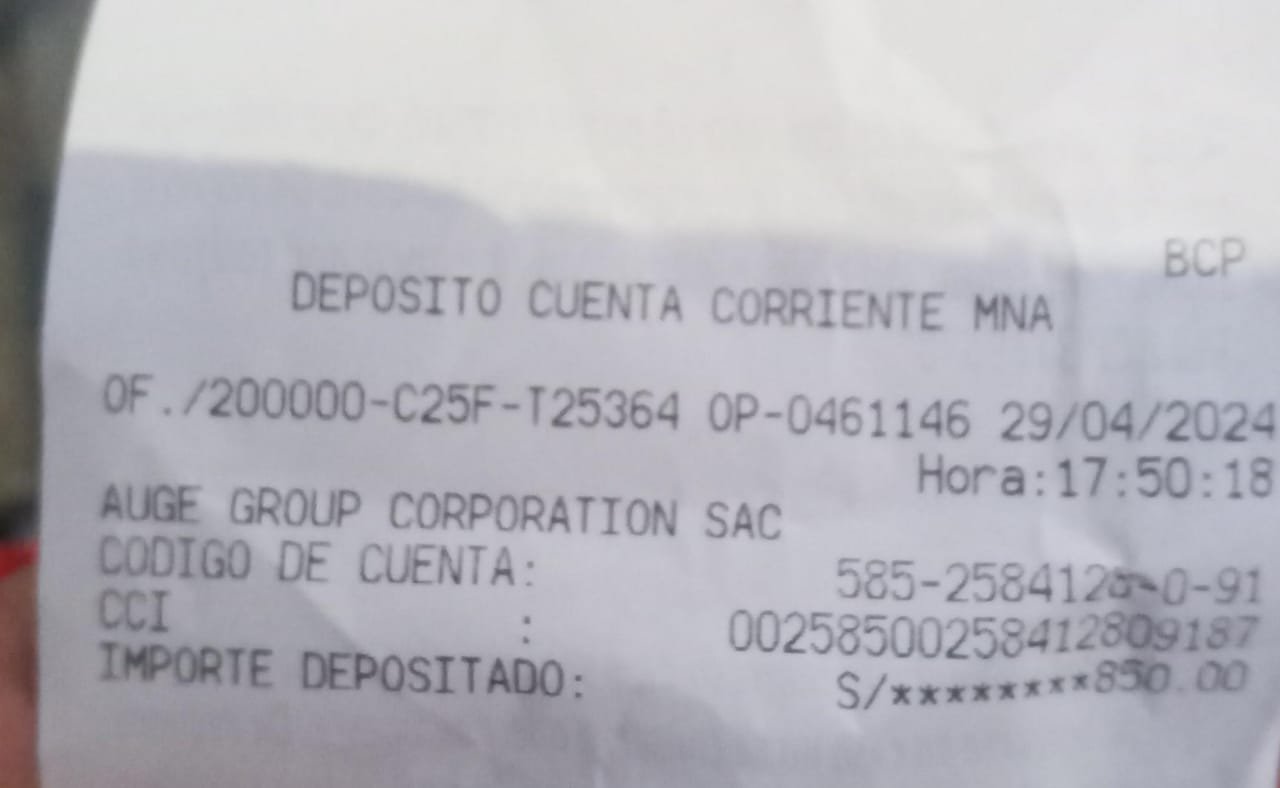 BCP
DEPOSITO CUENTA CORRIENTE MNA
OF./200000-C25F-T25364 OP-0461146 29/04/2024
Hora:17:50:18
AUGE GROUP CORPORATION SAC
CODIGO DE CUENTA: 585-2584128-0-91
CCI : 00258500258412809187
IMPORTE DEPOSITADO: S/********850.00